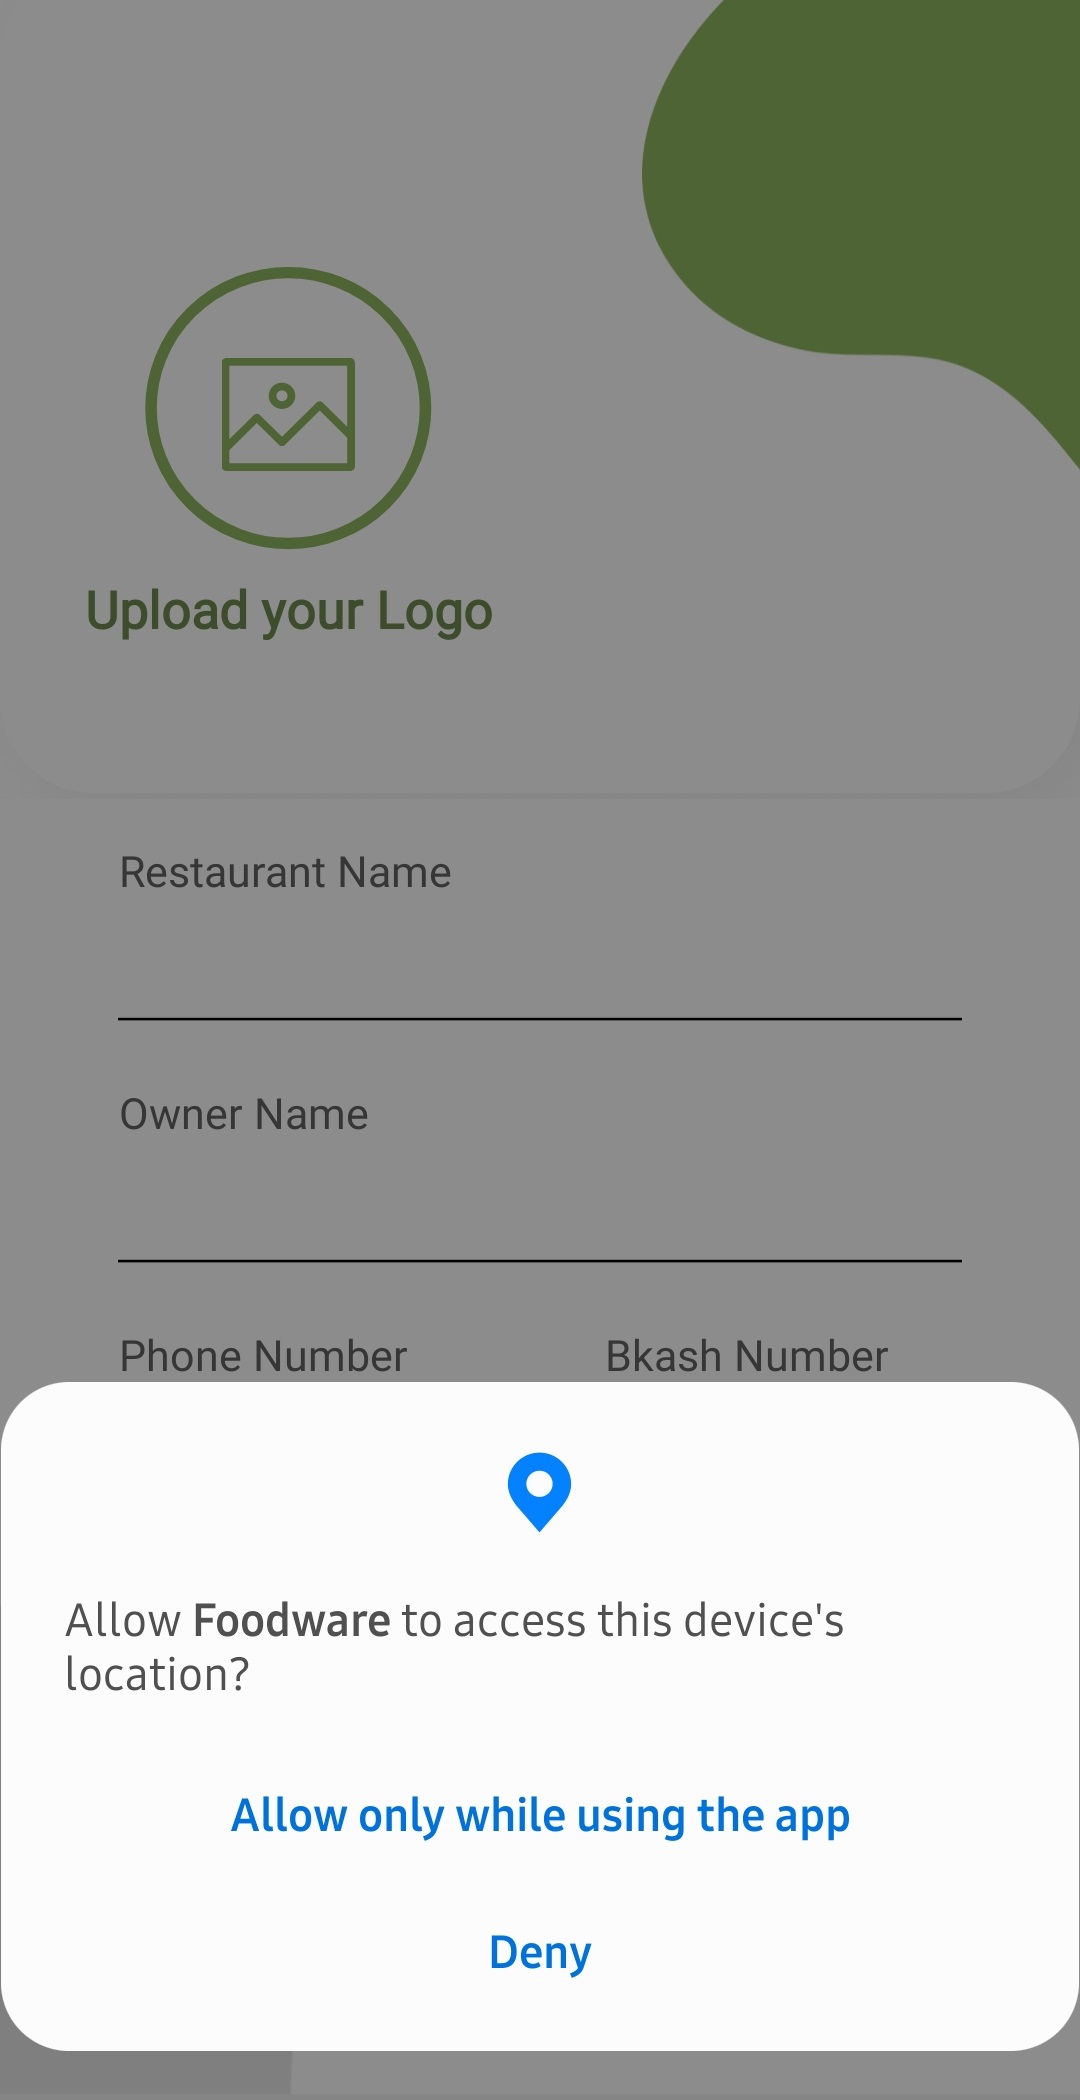 Upload your Logo
Restaurant Name
Owner Name
Phone Number
Bkash Number
Allow Foodware to access this device's
location?
Allow only while using the app
Deny